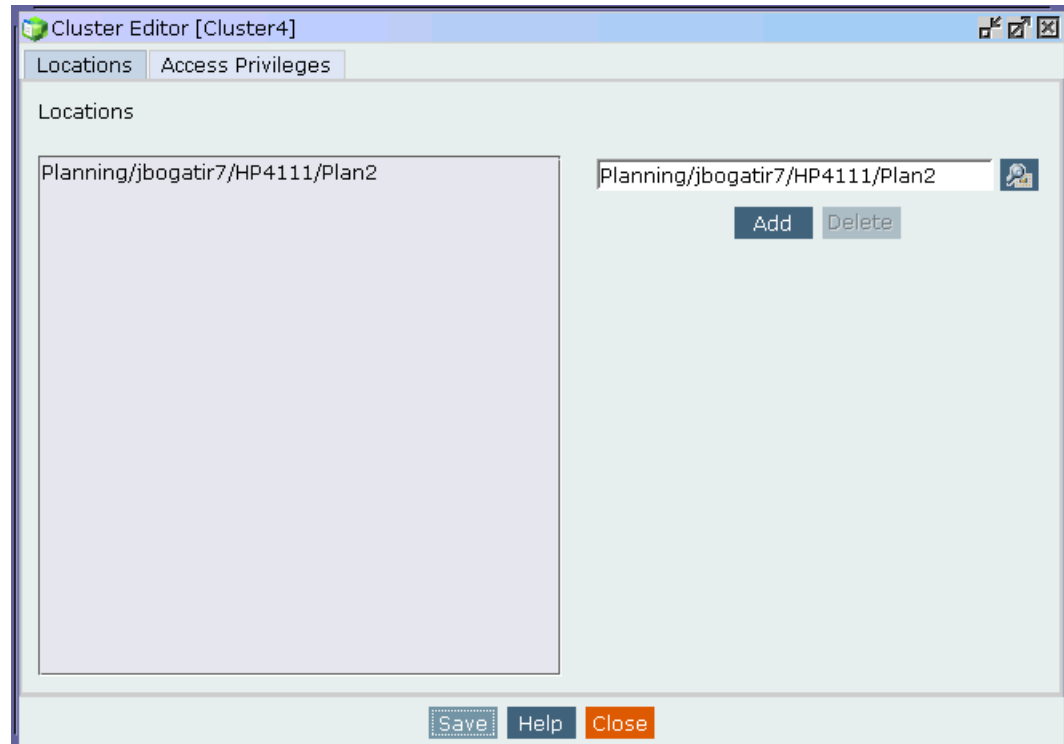 Cluster Editor [Cluster4]
Locations Access Privileges
Locations
Planning/jbogatir7/HP4111/Plan2
Planning/jbogatir7/HP4111/Plan2
Add Delete
Save Help Close